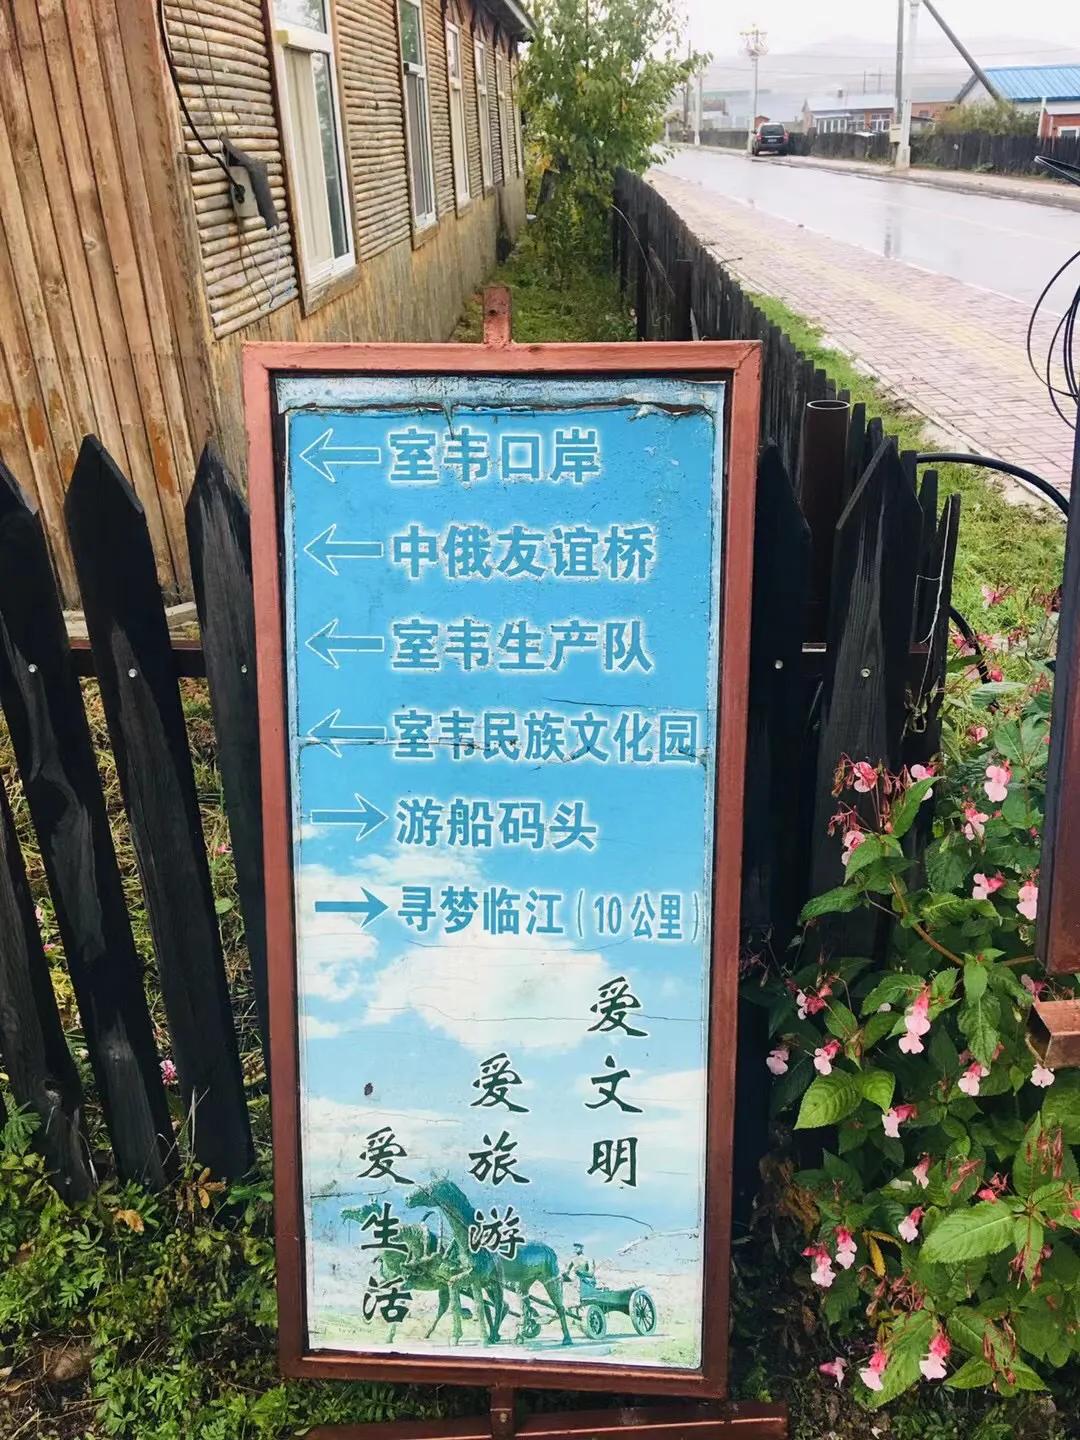 室韦口岸
中俄友谊桥
室韦生产队
室韦民族文化园
游船码头
寻梦临江（10公里）
爱文明
爱旅游
爱生活